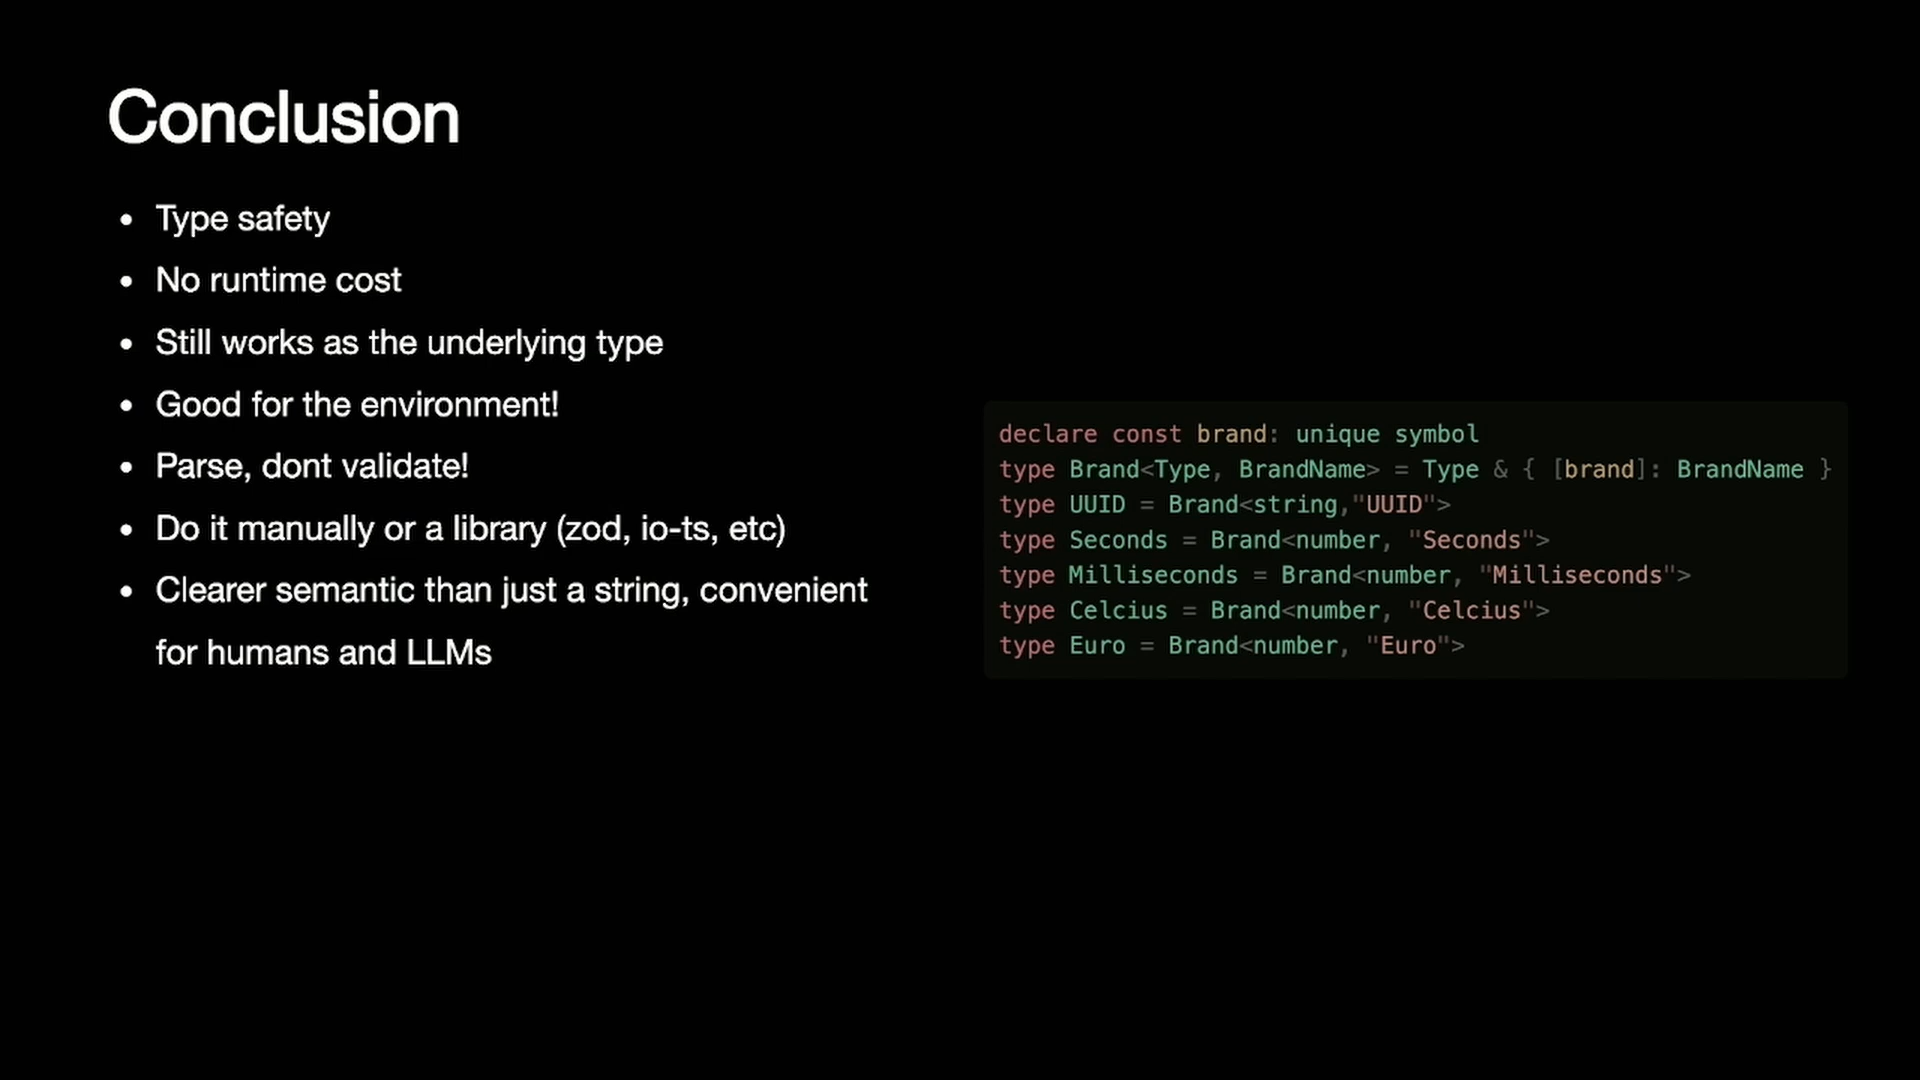 Conclusion
• Type safety
• No runtime cost
• Still works as the underlying type
• Good for the environment!
• Parse, dont validate!
• Do it manually or a library (zod, io-ts, etc)
• Clearer semantic than just a string, convenient
for humans and LLMs
declare const brand: unique symbol
type Brand<Type, BrandName> = Type & { [brand]: BrandName }
type UUID = Brand<string,"UUID">
type Seconds = Brand<number, "Seconds">
type Milliseconds = Brand<number, "Milliseconds">
type Celcius = Brand<number, "Celcius">
type Euro = Brand<number, "Euro">